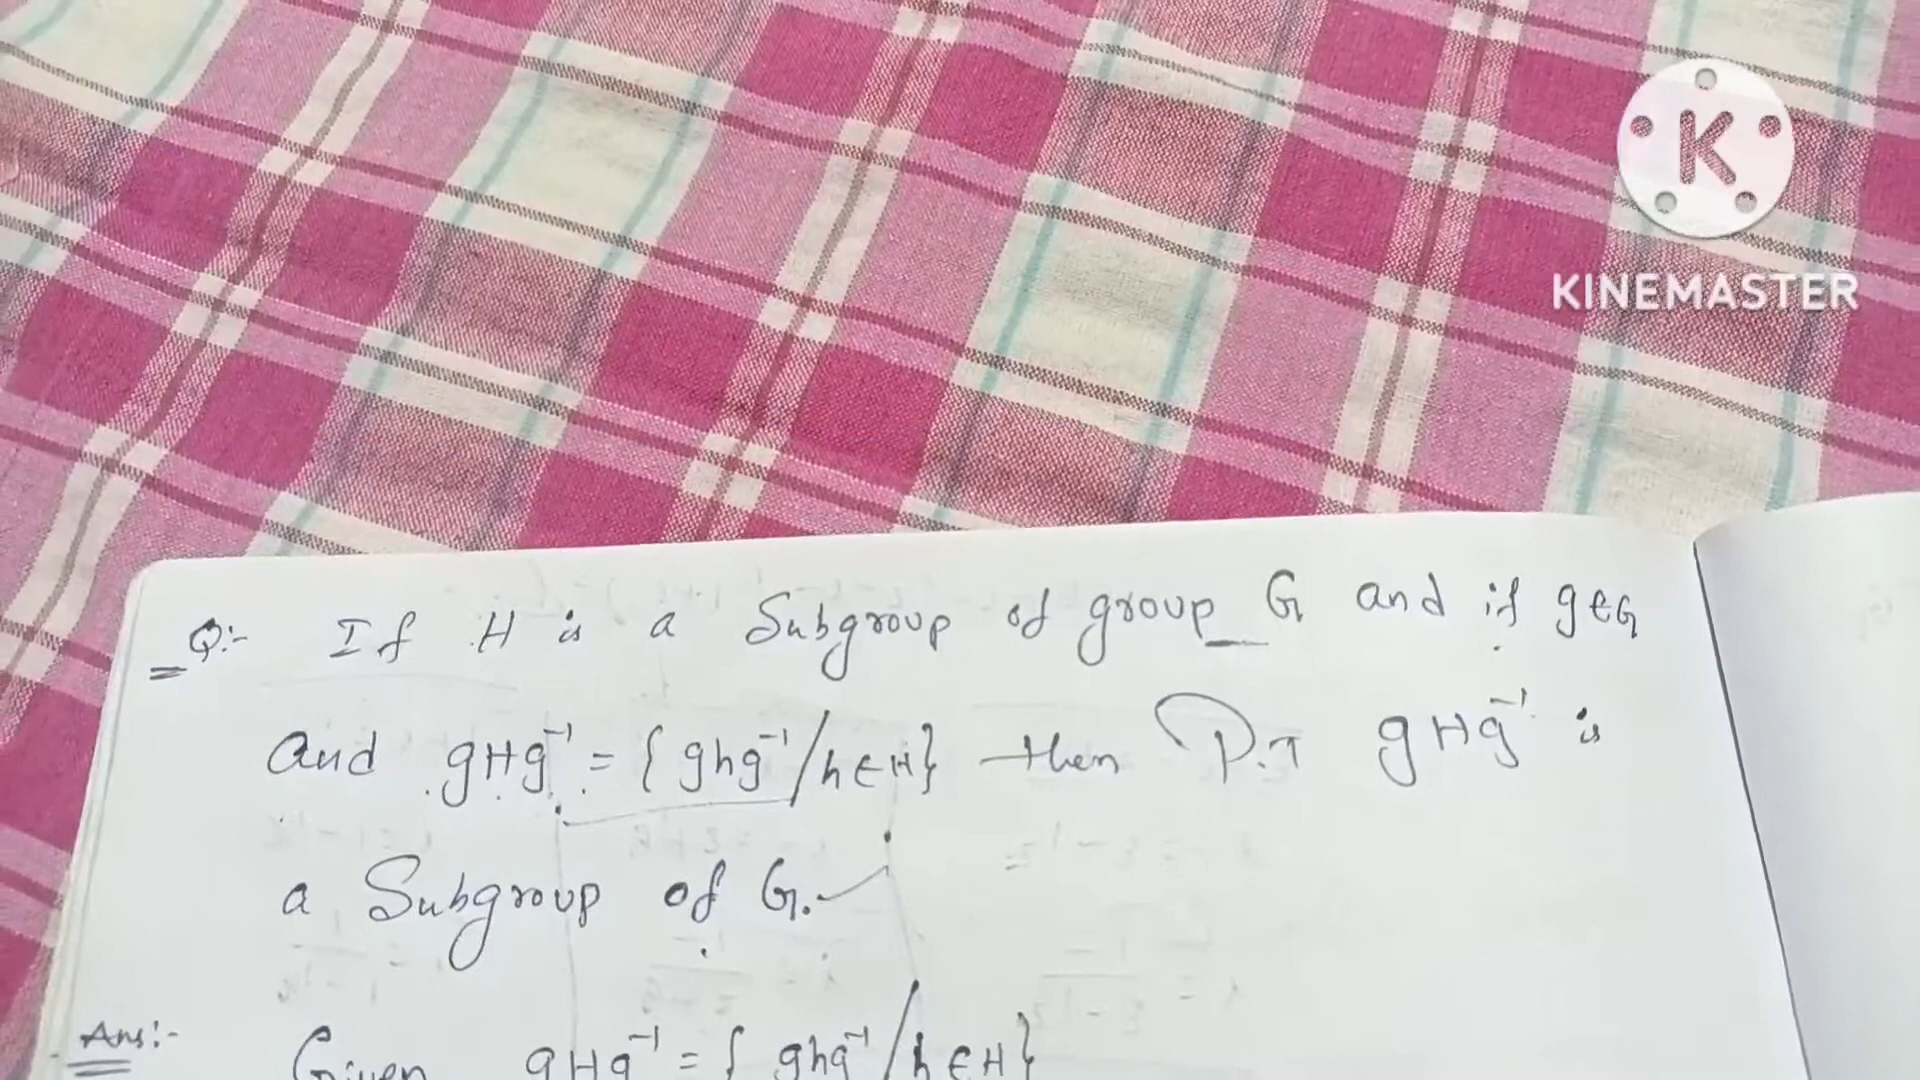 KINEMASTER
Q:- If H is a Subgroup of group G and if g∈G
and gHg⁻¹ = { ghg⁻¹ / h∈H} then P.T gHg⁻¹ is
a Subgroup of G.
Ans:- Given gHg⁻¹ = { ghg⁻¹ / h∈H}